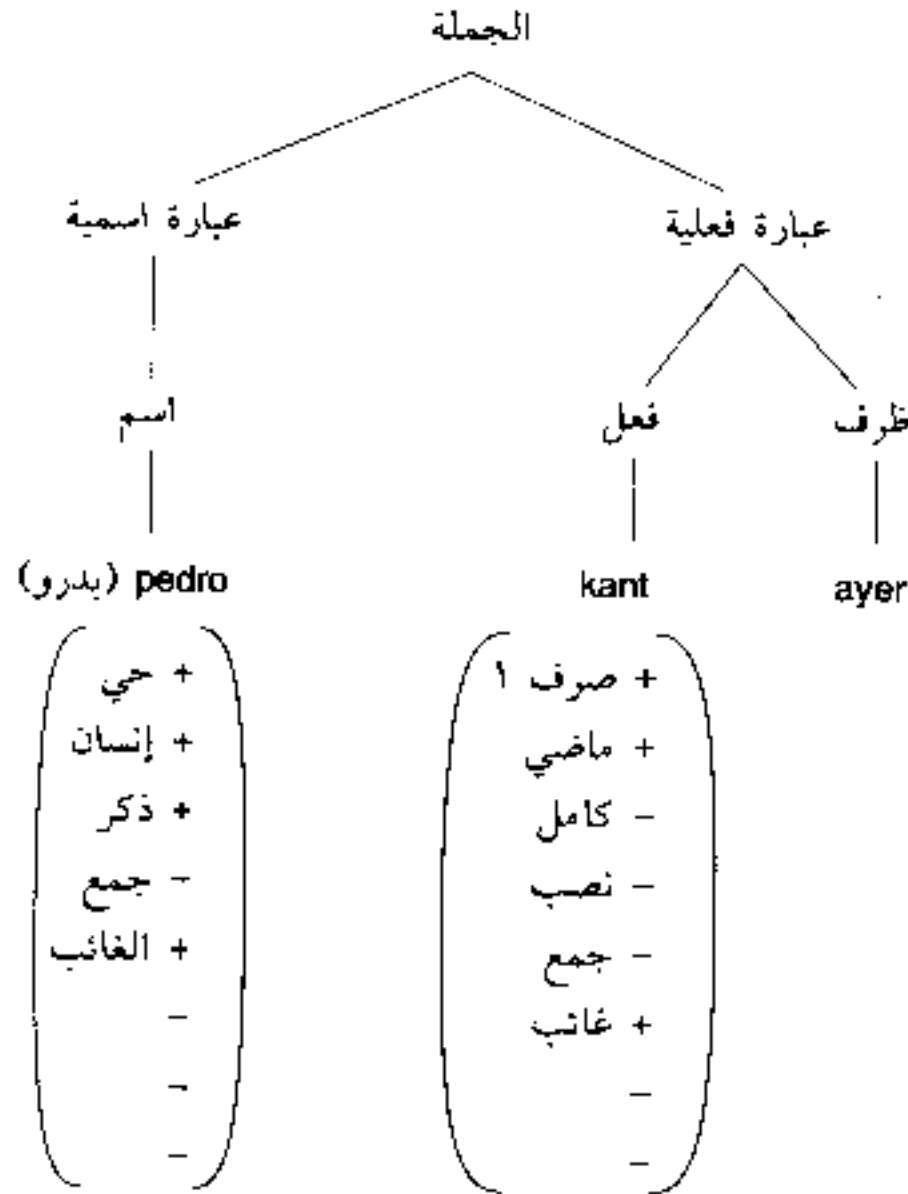 الجملة
عبارة اسمية
عبارة فعلية
اسم
فعل
ظرف
pedro (بدرو)
kant
ayer
+ حي
+ إنسان
+ ذكر
- جمع
+ الغائب
-
-
-
+ صرف ١
+ ماضي
- كامل
- نصب
- جمع
+ غائب
-
-